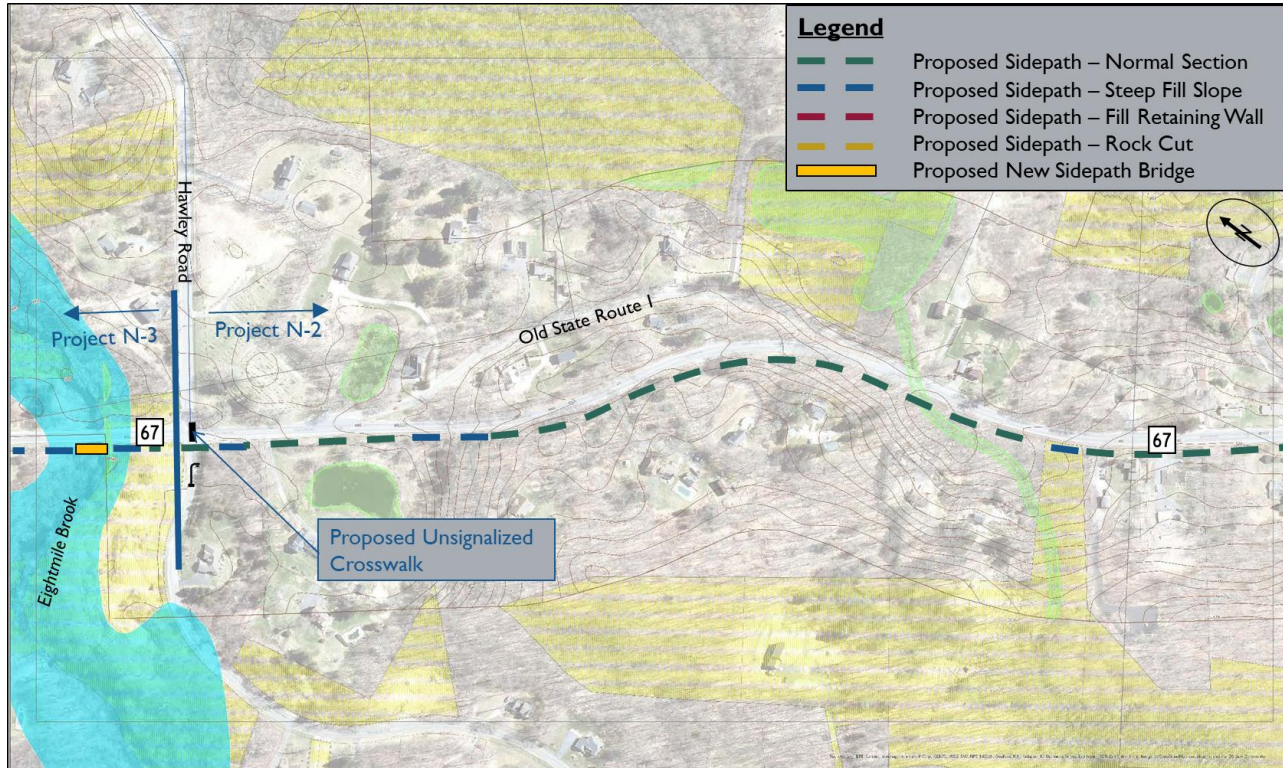 Legend
Proposed Sidepath – Normal Section
Proposed Sidepath – Steep Fill Slope
Proposed Sidepath – Fill Retaining Wall
Proposed Sidepath – Rock Cut
Proposed New Sidepath Bridge
N
Hawley Road
Project N-3
Project N-2
Old State Route 1
67
67
Proposed Unsignalized
Crosswalk
Eightmile Brook